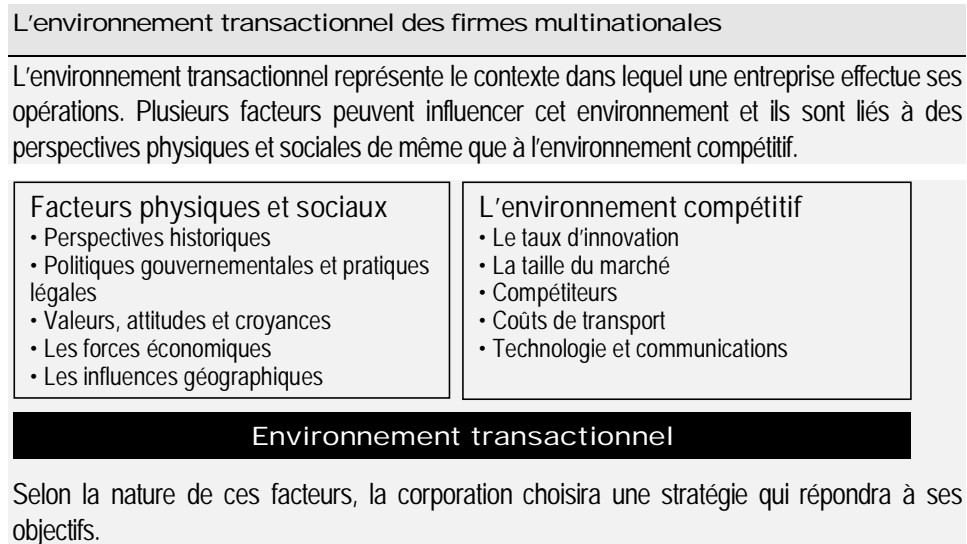 L'environnement transactionnel des firmes multinationales
L'environnement transactionnel représente le contexte dans lequel une entreprise effectue ses
opérations. Plusieurs facteurs peuvent influencer cet environnement et ils sont liés à des
perspectives physiques et sociales de même que à l'environnement compétitif.
Facteurs physiques et sociaux
• Perspectives historiques
• Politiques gouvernementales et pratiques
légales
• Valeurs, attitudes et croyances
• Les forces économiques
• Les influences géographiques
L'environnement compétitif
• Le taux d'innovation
• La taille du marché
• Compétiteurs
• Coûts de transport
• Technologie et communications
Environnement transactionnel
Selon la nature de ces facteurs, la corporation choisira une stratégie qui répondra à ses
objectifs.